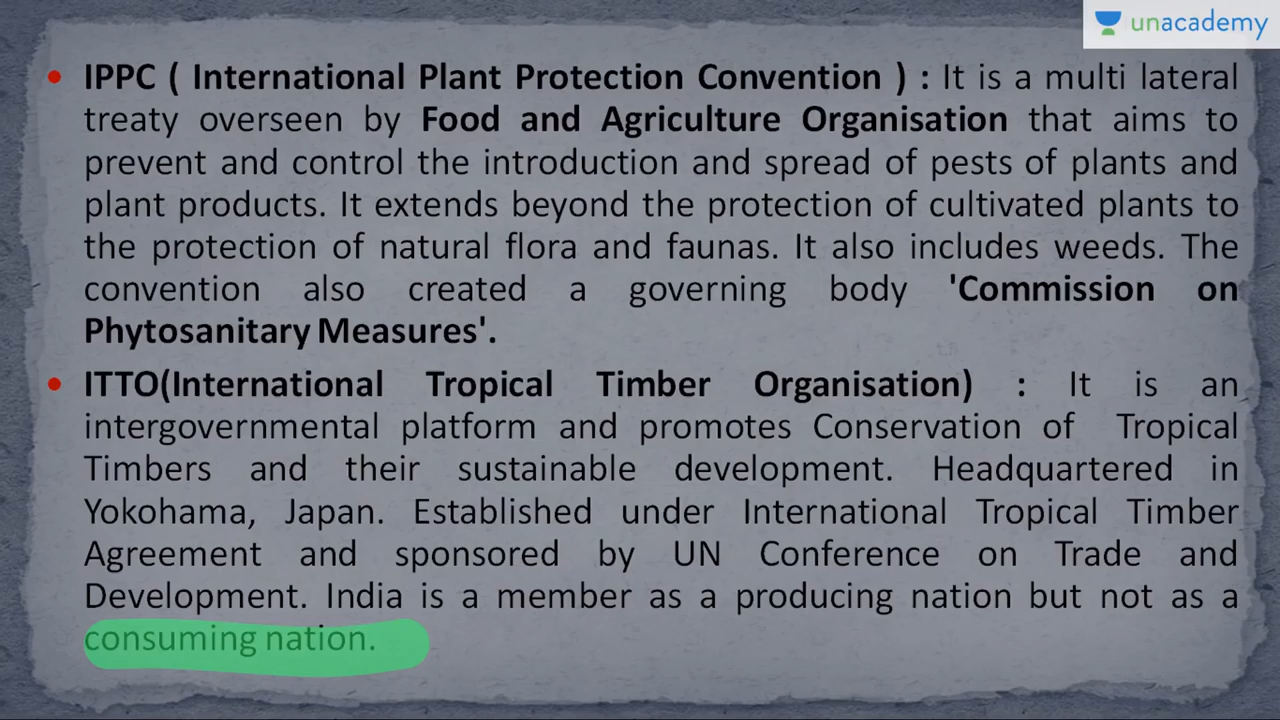 unacademy
• IPPC ( International Plant Protection Convention ) : It is a multi lateral
treaty overseen by Food and Agriculture Organisation that aims to
prevent and control the introduction and spread of pests of plants and
plant products. It extends beyond the protection of cultivated plants to
the protection of natural flora and faunas. It also includes weeds. The
convention also created a governing body 'Commission on
Phytosanitary Measures'.
• ITTO(International Tropical Timber Organisation) : It is an
intergovernmental platform and promotes Conservation of Tropical
Timbers and their sustainable development. Headquartered in
Yokohama, Japan. Established under International Tropical Timber
Agreement and sponsored by UN Conference on Trade and
Development. India is a member as a producing nation but not as a
consuming nation.